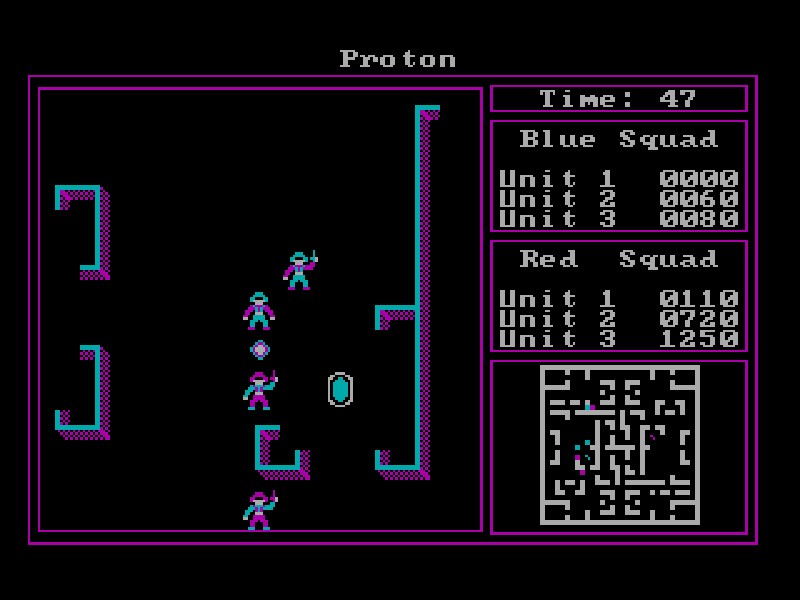 Proton
Time: 47
Blue Squad
Unit 1 0000
Unit 2 0060
Unit 3 0080
Red Squad
Unit 1 0110
Unit 2 0720
Unit 3 1250